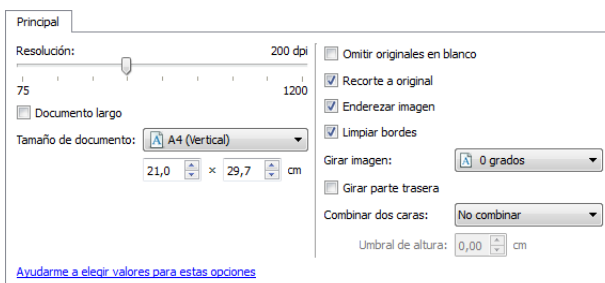 Principal
Resolución: 200 dpi
75 1200
Documento largo
Tamaño de documento: A4 (Vertical)
21,0 × 29,7 cm
Ayudarme a elegir valores para estas opciones
Omitir originales en blanco
Recorte a original
Enderezar imagen
Limpiar bordes
Girar imagen: 0 grados
Girar parte trasera
Combinar dos caras: No combinar
Umbral de altura: 0,00 cm